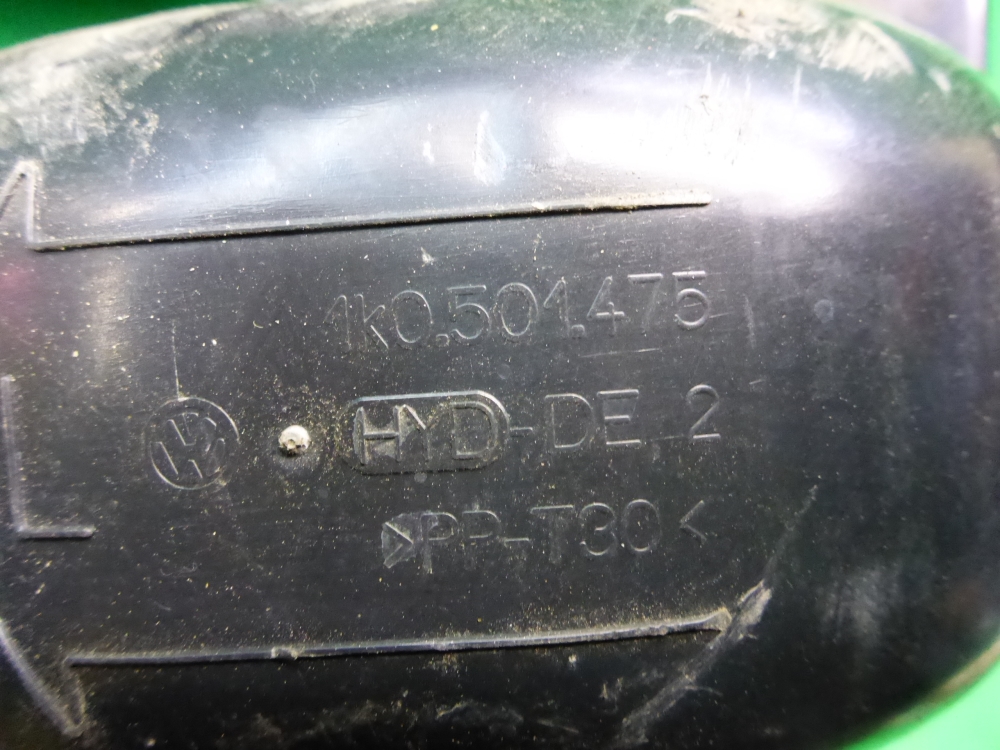 1K0.501.475
HYD-DE, 2
>PP-T30<